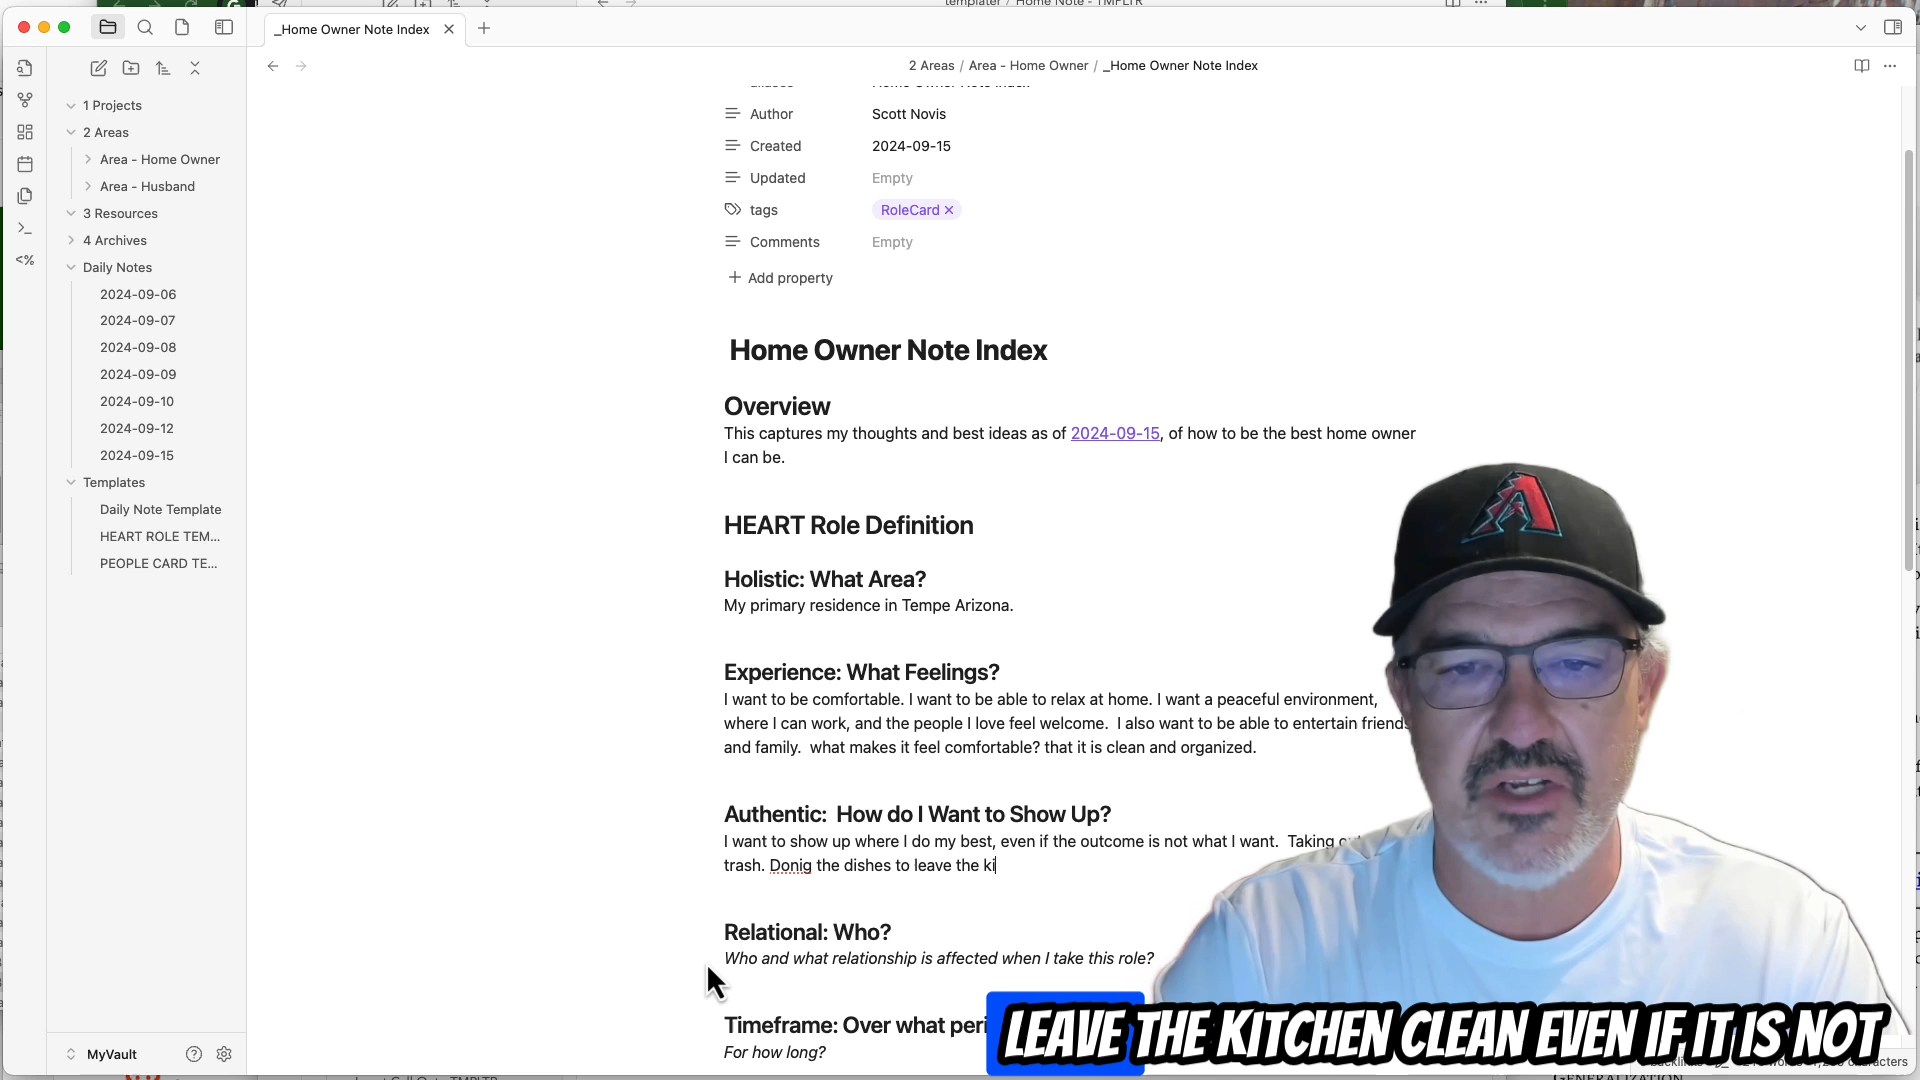 templater / Home Note - TMPLTR
_Home Owner Note Index
2 Areas / Area - Home Owner / _Home Owner Note Index
1 Projects
2 Areas
Area - Home Owner
Area - Husband
3 Resources
4 Archives
Daily Notes
2024-09-06
2024-09-07
2024-09-08
2024-09-09
2024-09-10
2024-09-12
2024-09-15
Templates
Daily Note Template
HEART ROLE TEM...
PEOPLE CARD TE...
MyVault
<%
aliases Home Owner Note Index
Author Scott Novis
Created 2024-09-15
Updated Empty
tags RoleCard
Comments Empty
Add property
Home Owner Note Index
Overview
This captures my thoughts and best ideas as of 2024-09-15, of how to be the best home owner
I can be.
HEART Role Definition
Holistic: What Area?
My primary residence in Tempe Arizona.
Experience: What Feelings?
I want to be comfortable. I want to be able to relax at home. I want a peaceful environment,
where I can work, and the people I love feel welcome.  I also want to be able to entertain friends
and family.  what makes it feel comfortable? that it is clean and organized.
Authentic:  How do I Want to Show Up?
I want to show up where I do my best, even if the outcome is not what I want.  Taking
trash. Donig the dishes to leave the ki
Relational: Who?
Who and what relationship is affected when I take this role?
Timeframe: Over what peri
For how long?
LEAVE THE KITCHEN CLEAN EVEN IF IT IS NOT
characters
GENERALIZATION